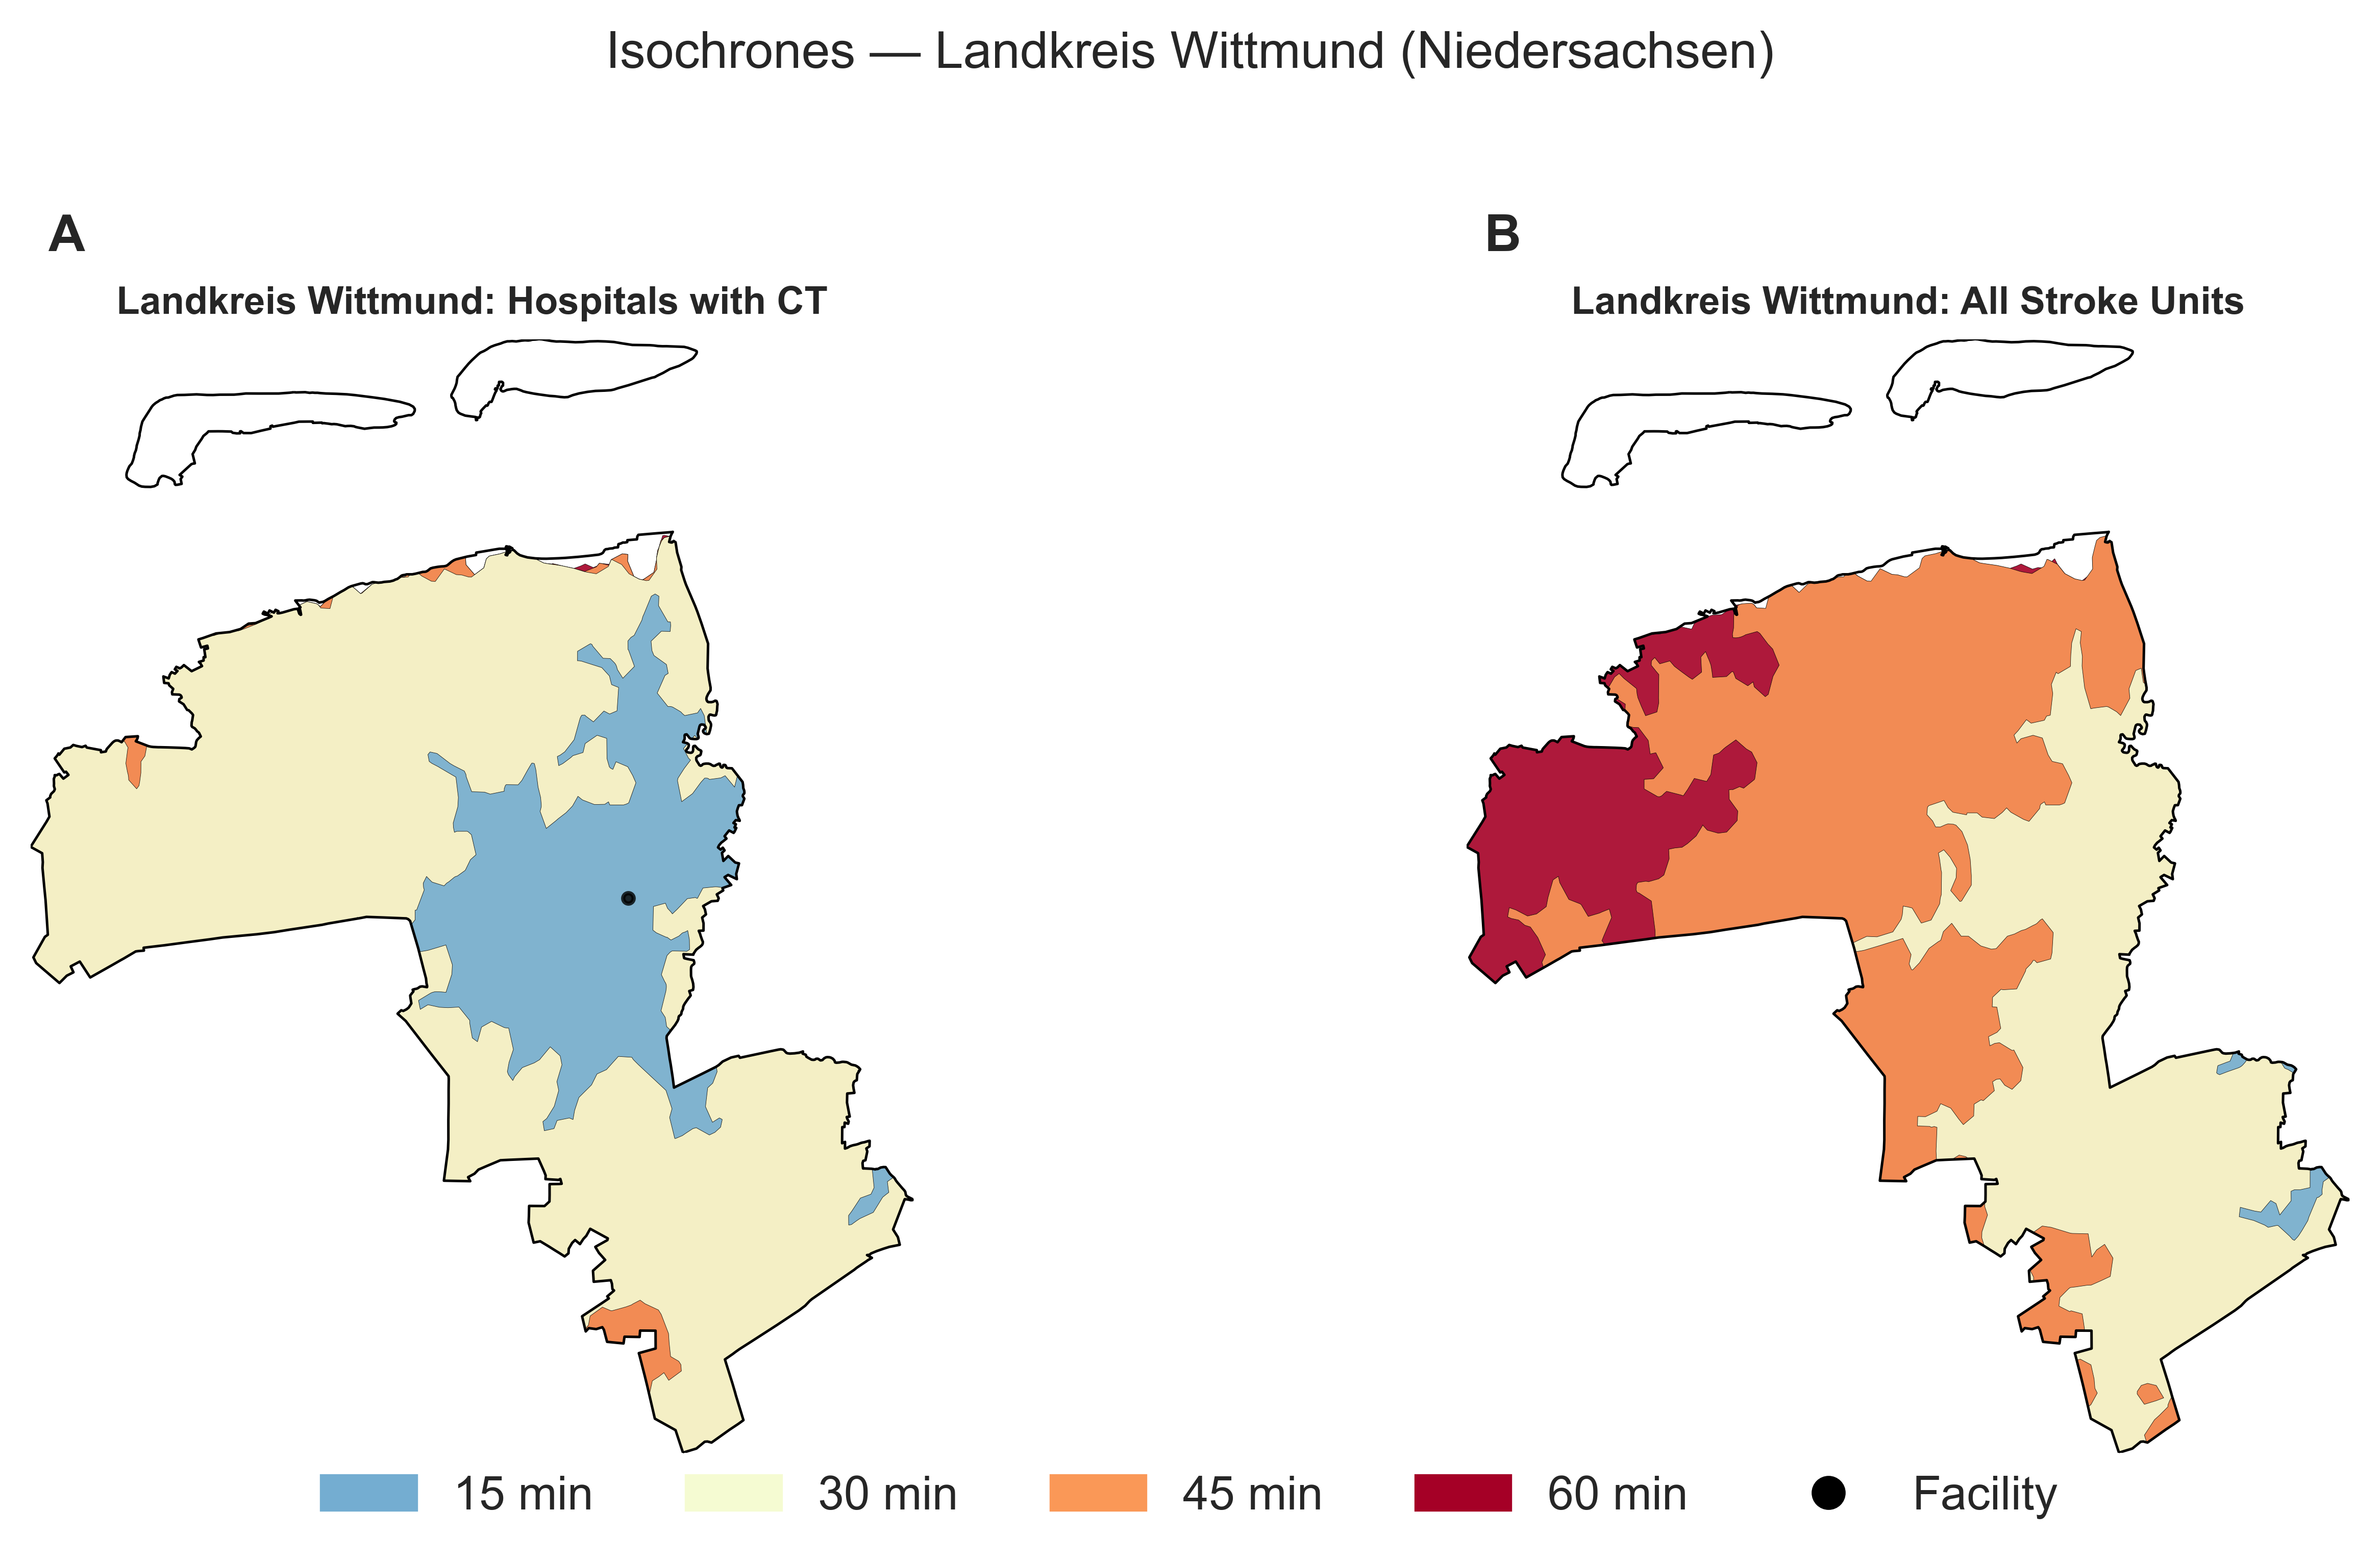 Isochrones — Landkreis Wittmund (Niedersachsen)
A
Landkreis Wittmund: Hospitals with CT
B
Landkreis Wittmund: All Stroke Units
15 min
30 min
45 min
60 min
Facility